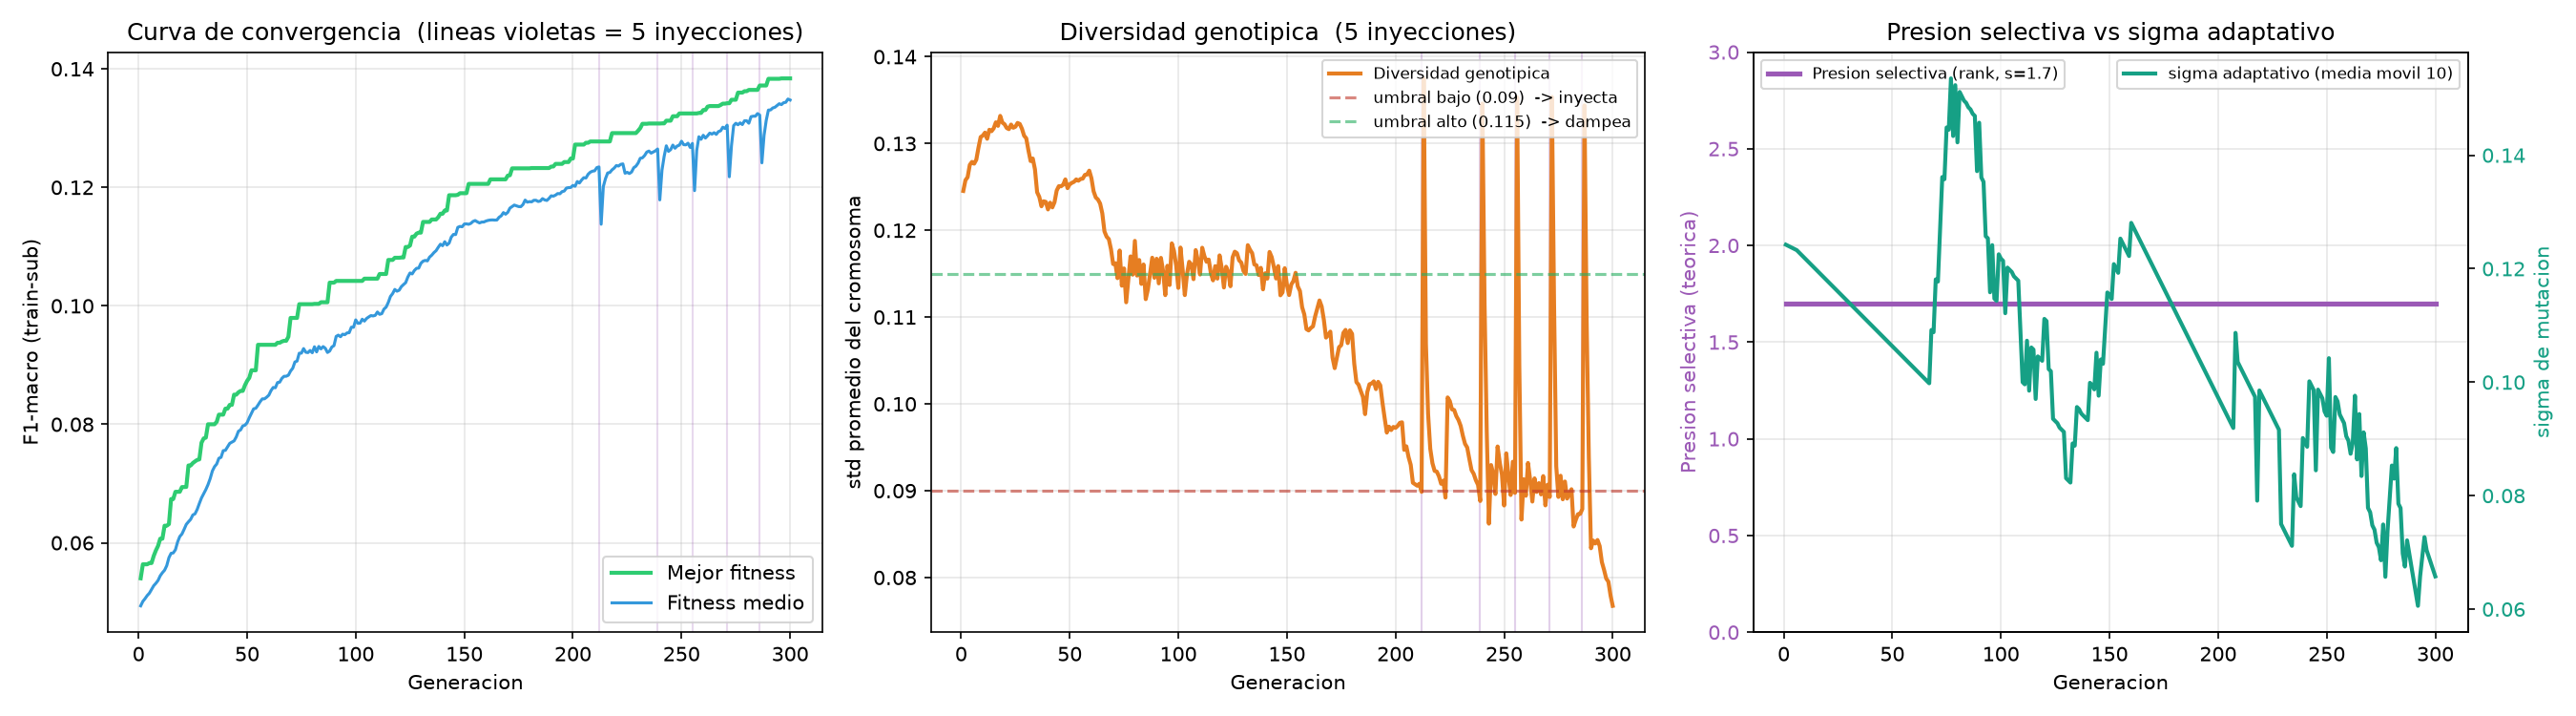 Curva de convergencia  (lineas violetas = 5 inyecciones)
F1-macro (train-sub)
0.14
0.12
0.10
0.08
0.06
Mejor fitness
Fitness medio
0 50 100 150 200 250 300
Generacion
Diversidad genotipica  (5 inyecciones)
std promedio del cromosoma
0.14
0.13
0.12
0.11
0.10
0.09
0.08
Diversidad genotipica
umbral bajo (0.09)  -> inyecta
umbral alto (0.115)  -> dampea
0 50 100 150 200 250 300
Generacion
Presion selectiva vs sigma adaptativo
Presion selectiva (teorica)
3.0
2.5
2.0
1.5
1.0
0.5
0.0
Presion selectiva (rank, s=1.7)
sigma adaptativo (media movil 10)
0.14
0.12
0.10
0.08
0.06
sigma de mutacion
0 50 100 150 200 250 300
Generacion